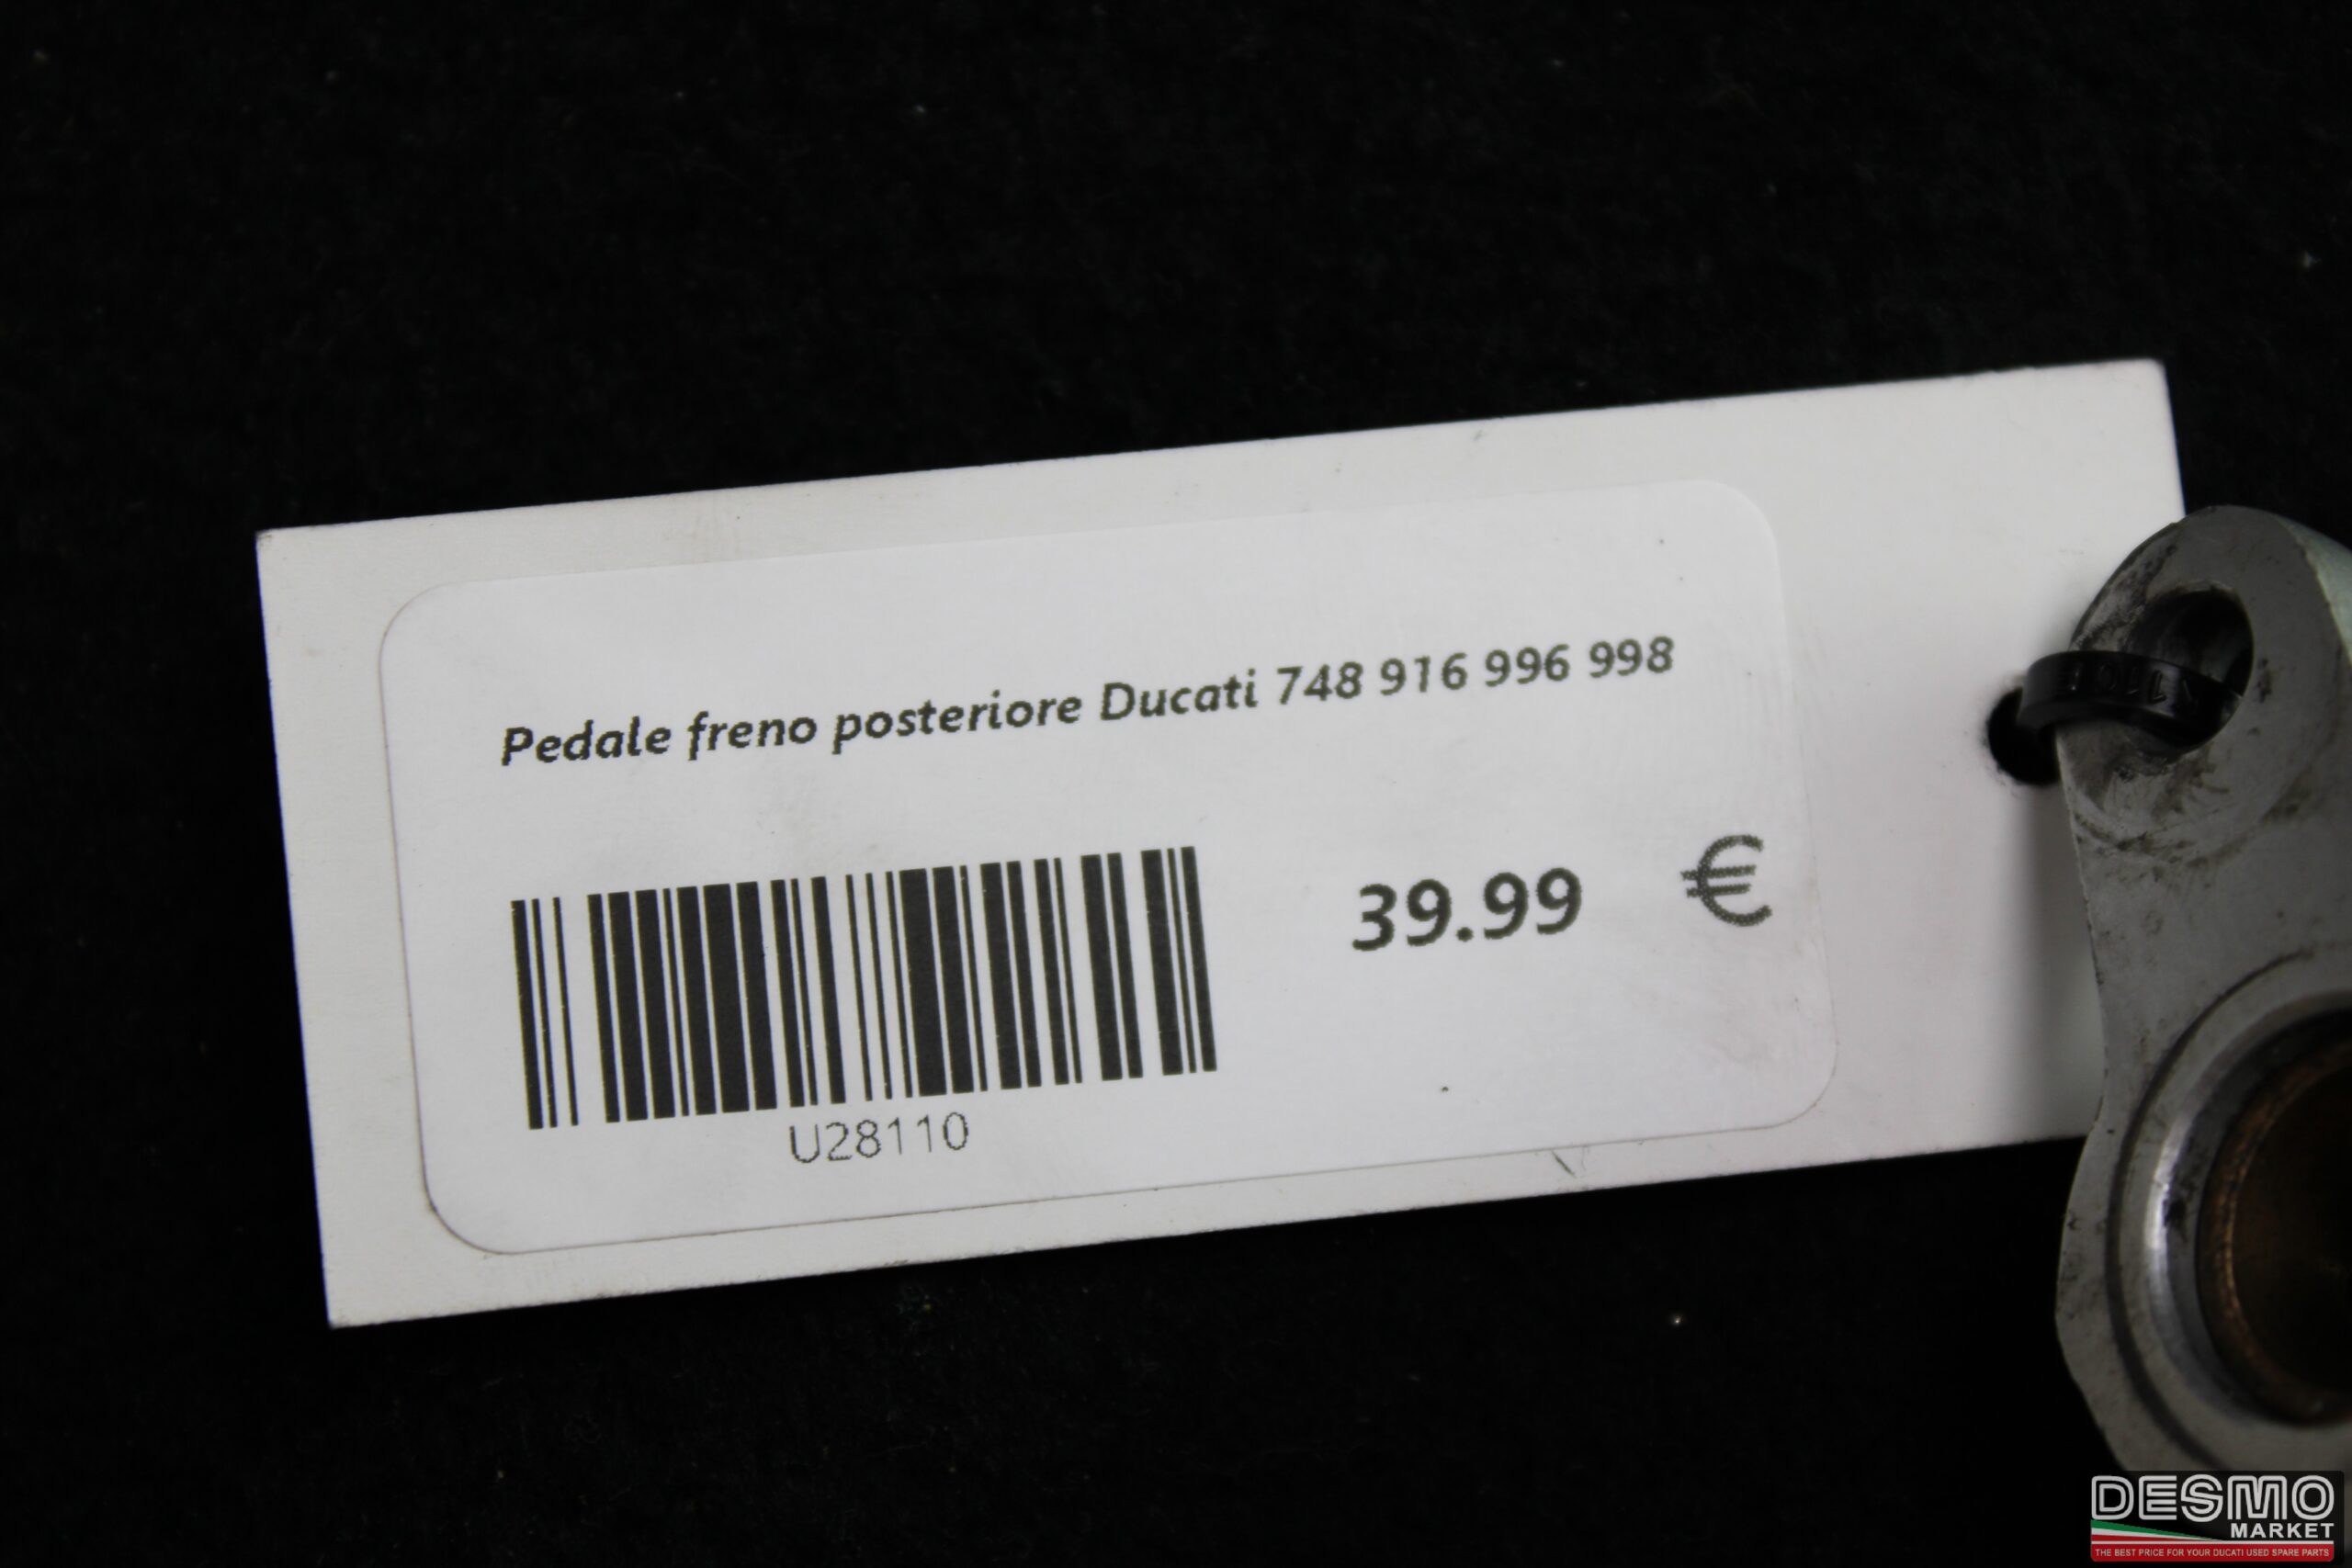 Pedale freno posteriore Ducati 748 916 996 998
39.99 €
U28110
DESMO
MARKET
THE BEST PRICE FOR YOUR DUCATI USED SPARE PARTS